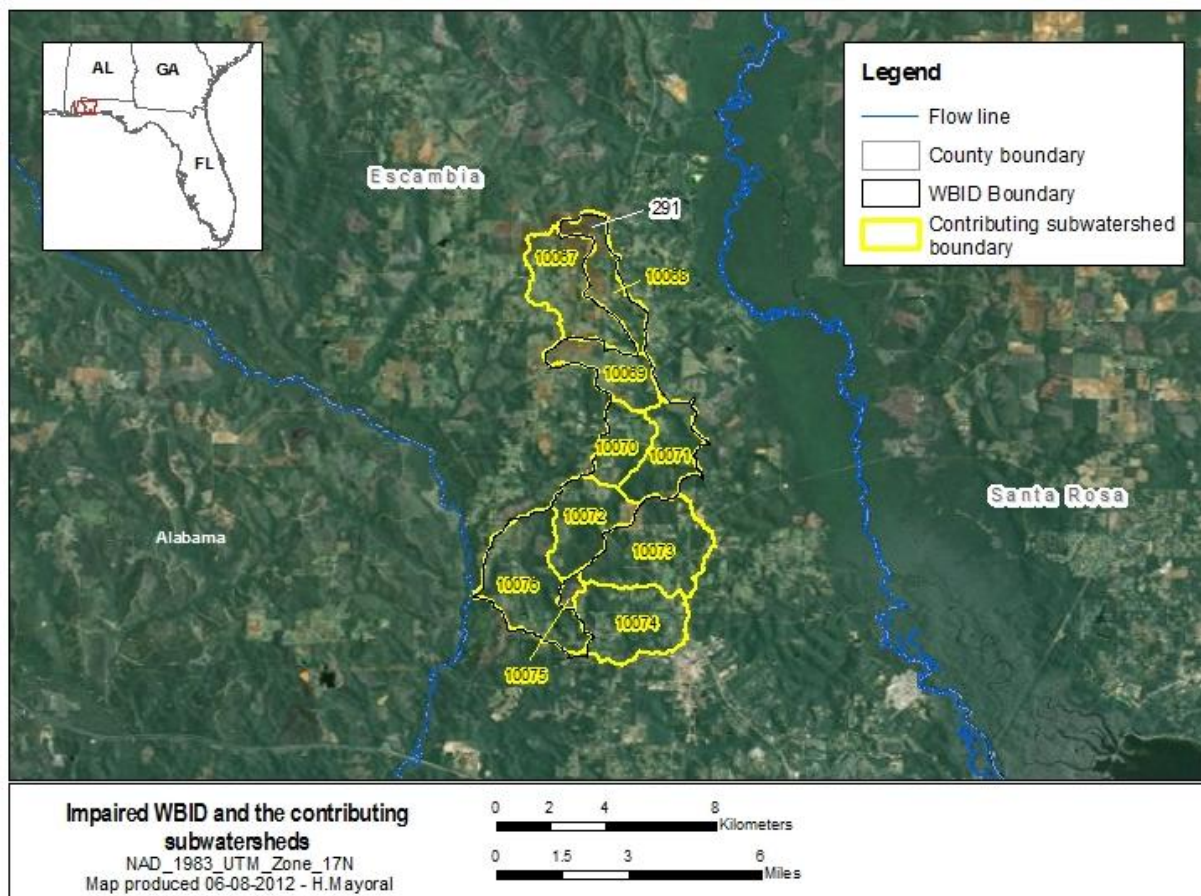 AL
GA
FL
Legend
Flow line
County boundary
WBID Boundary
Contributing subwatershed
boundary
Escambia
291
10067
10068
10069
10070
10071
Santa Rosa
10072
Alabama
10073
10076
10074
10075
Impaired WBID and the contributing
subwatersheds
NAD_1983_UTM_Zone_17N
Map produced 06-08-2012 - H.Mayoral
0 2 4 8
Kilometers
0 1.5 3 6
Miles